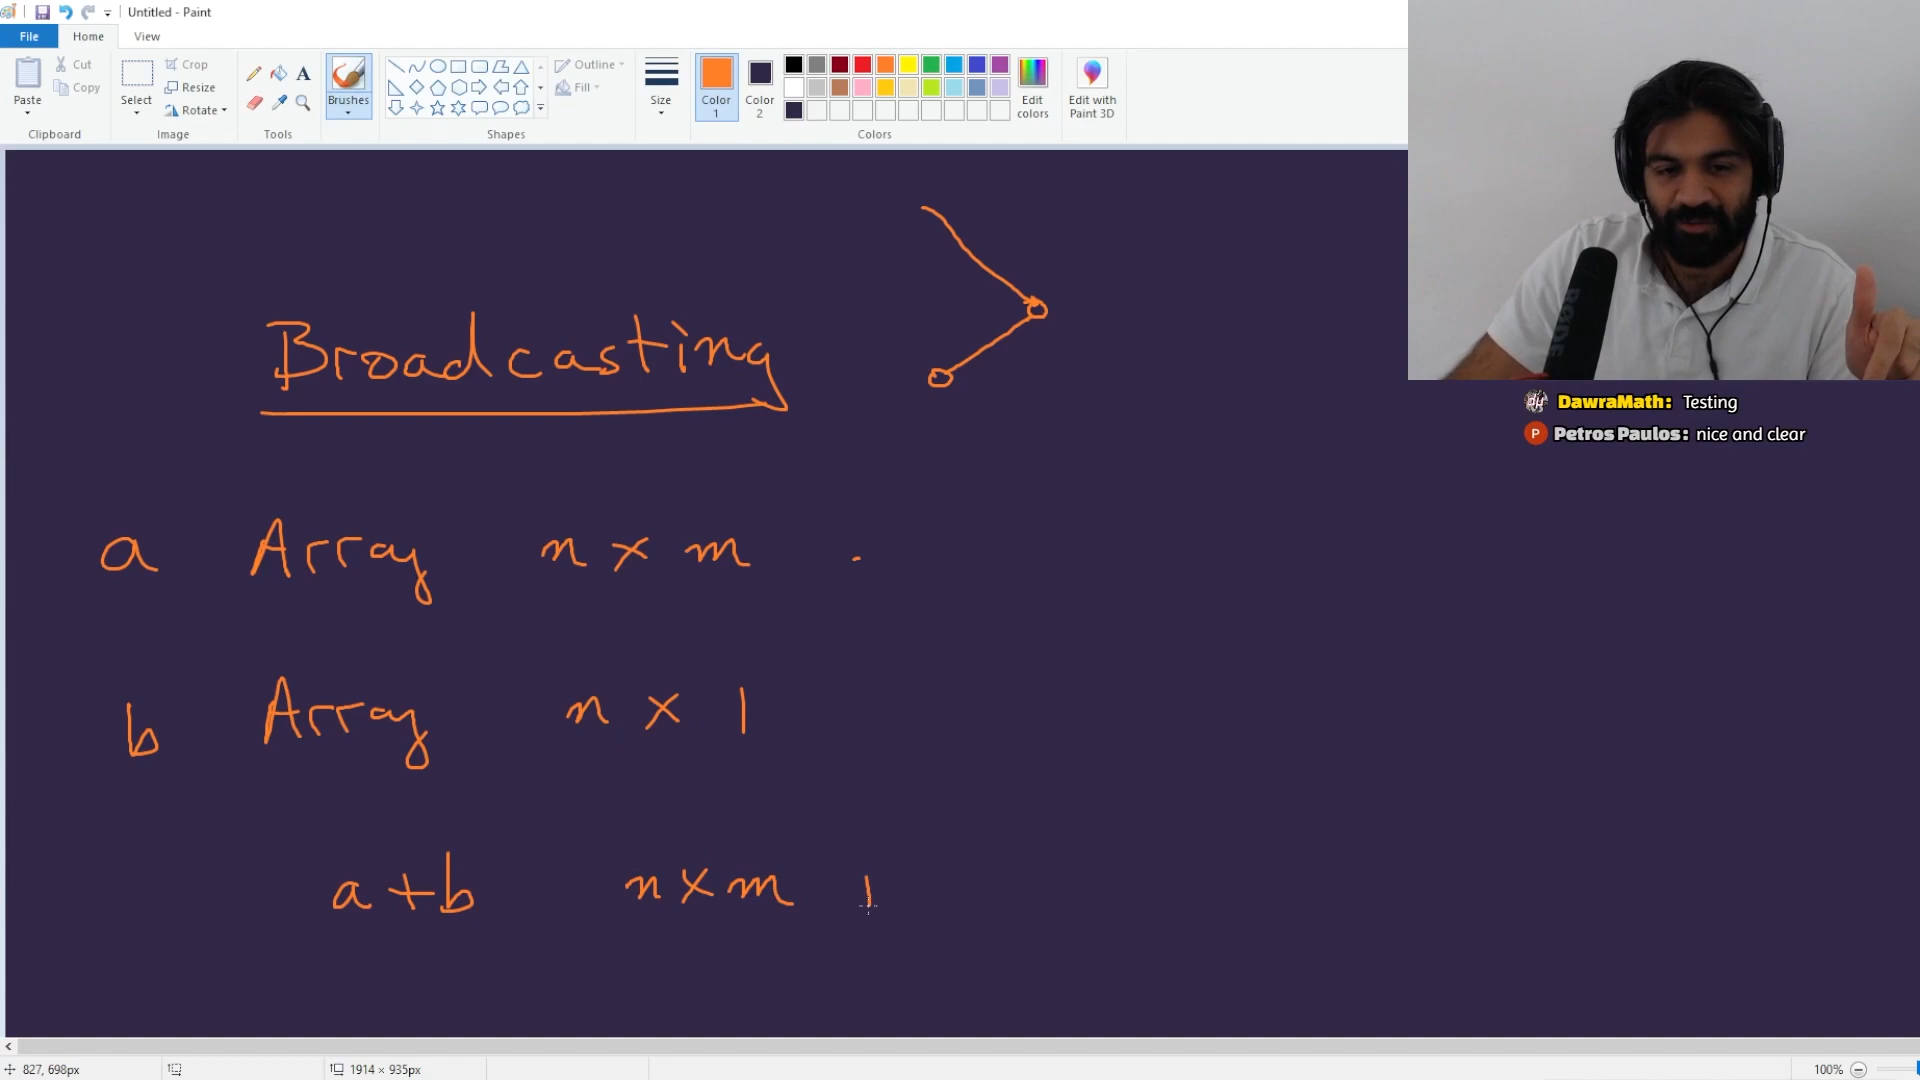 Untitled - Paint
File Home View
Paste
Cut
Copy
Clipboard
Select
Crop
Resize
Rotate
Image
Tools
Brushes
Shapes
Outline
Fill
Size
Color 1
Color 2
Edit colors
Edit with Paint 3D
Colors
Broadcasting
a Array n x m .
b Array n x 1
a+b n x m
DawraMath: Testing
P Petros Paulos: nice and clear
827, 698px
1914 × 935px
100%